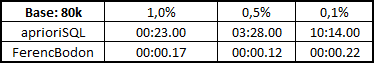 Base: 80k 1,0% 0,5% 0,1%
aprioriSQL 00:23.00 03:28.00 10:14.00
FerencBodon 00:00.17 00:00.12 00:00.22